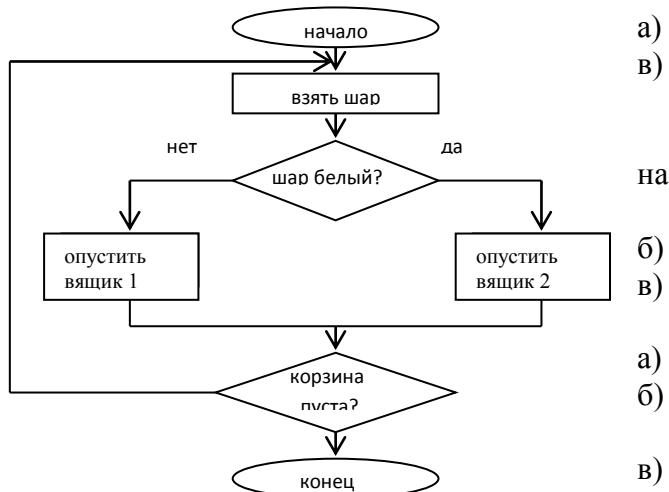 начало
а)
в)
взять шар
нет
да
шар белый?
на
опустить
вящик 1
опустить
вящик 2
б)
в)
корзина
пуста?
а)
б)
конец
в)